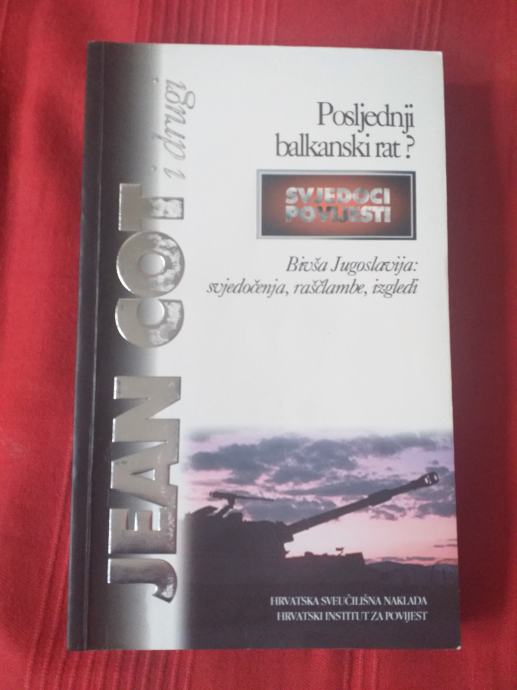 JEAN COT i drugi
Posljednji
balkanski rat?
SVJEDOCI
POVIJESTI
Bivša Jugoslavija:
svjedočenja, raščlambe, izgledi
HRVATSKA SVEUČILIŠNA NAKLADA
HRVATSKI INSTITUT ZA POVIJEST